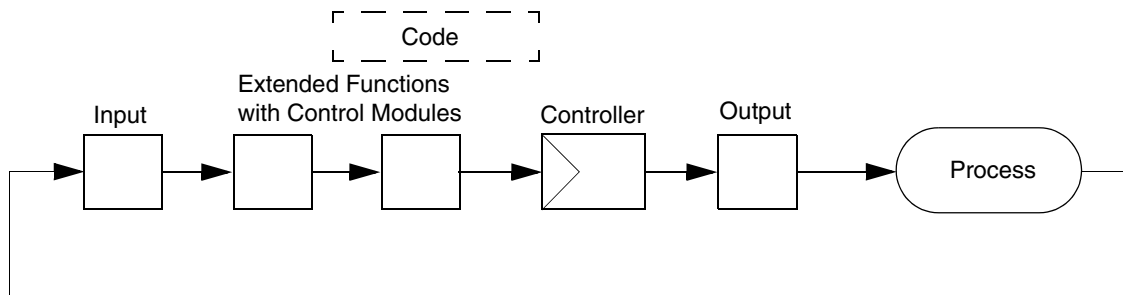 Code
Extended Functions
with Control Modules
Input
Controller
Output
Process